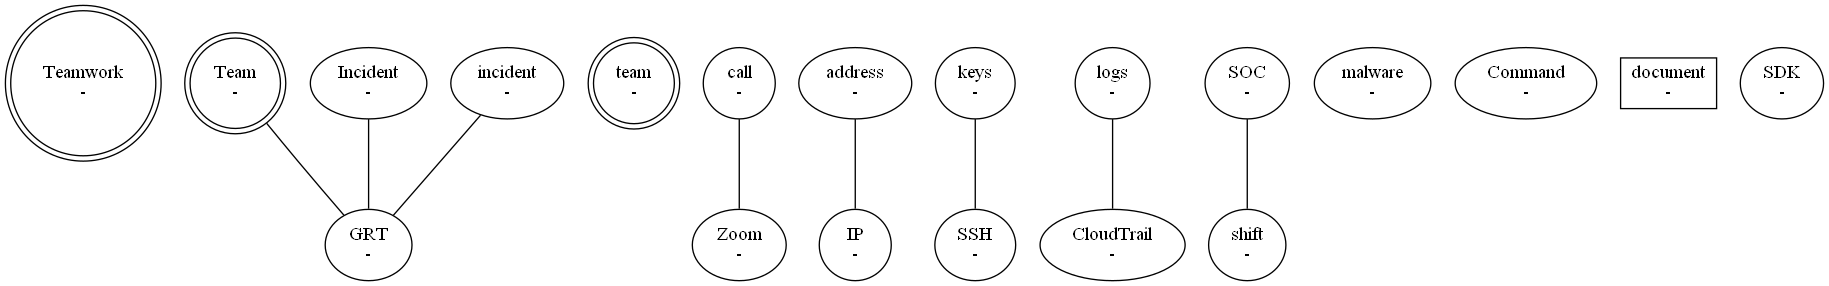 Teamwork
-
Team
-
Incident
-
incident
-
team
-
call
-
address
-
keys
-
logs
-
SOC
-
malware
-
Command
-
document
-
SDK
-
GRT
-
Zoom
-
IP
-
SSH
-
CloudTrail
-
shift
-